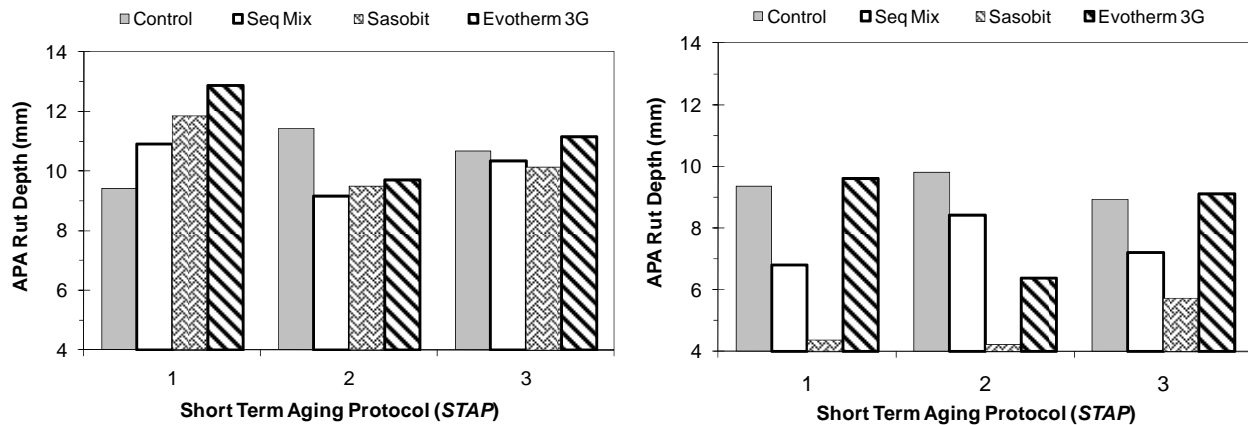 Control Seq Mix Sasobit Evotherm 3G
14
12
10
8
6
4
APA Rut Depth (mm)
1 2 3
Short Term Aging Protocol (STAP)
Control Seq Mix Sasobit Evotherm 3G
14
12
10
8
6
4
APA Rut Depth (mm)
1 2 3
Short Term Aging Protocol (STAP)